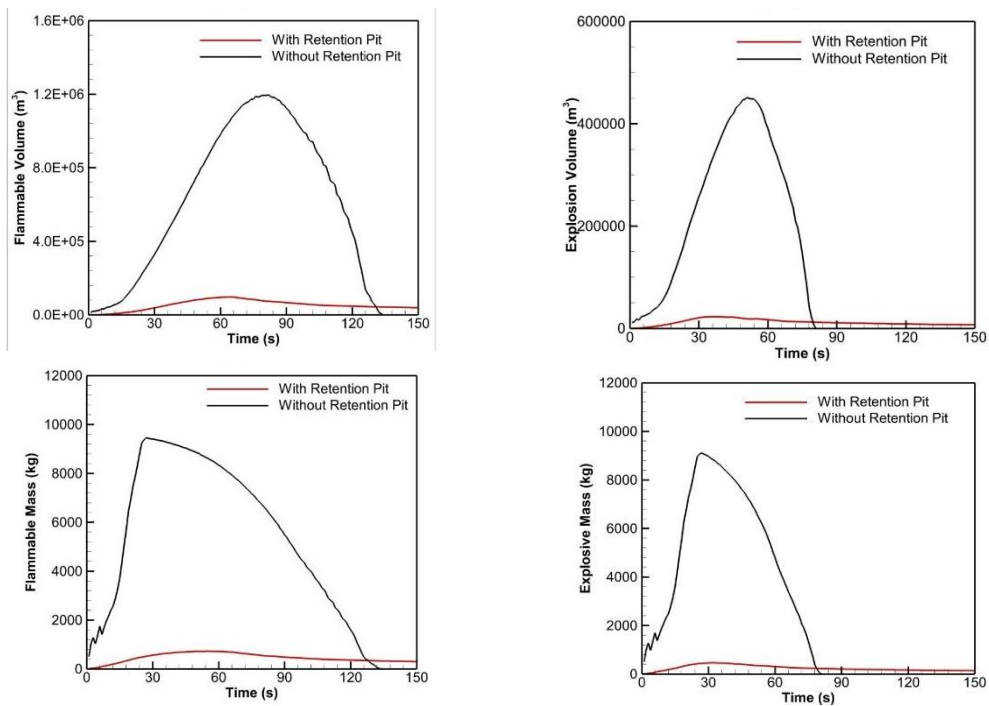 1.6E+06
1.2E+06
8.0E+05
4.0E+05
0.0E+00
Flammable Volume (m³)
With Retention Pit
Without Retention Pit
0 30 60 90 120 150
Time (s)
600000
400000
200000
0
Explosion Volume (m³)
With Retention Pit
Without Retention Pit
0 30 60 90 120 150
Time (s)
12000
10000
8000
6000
4000
2000
0
Flammable Mass (kg)
With Retention Pit
Without Retention Pit
0 30 60 90 120 150
Time (s)
12000
10000
8000
6000
4000
2000
0
Explosive Mass (kg)
With Retention Pit
Without Retention Pit
0 30 60 90 120 150
Time (s)